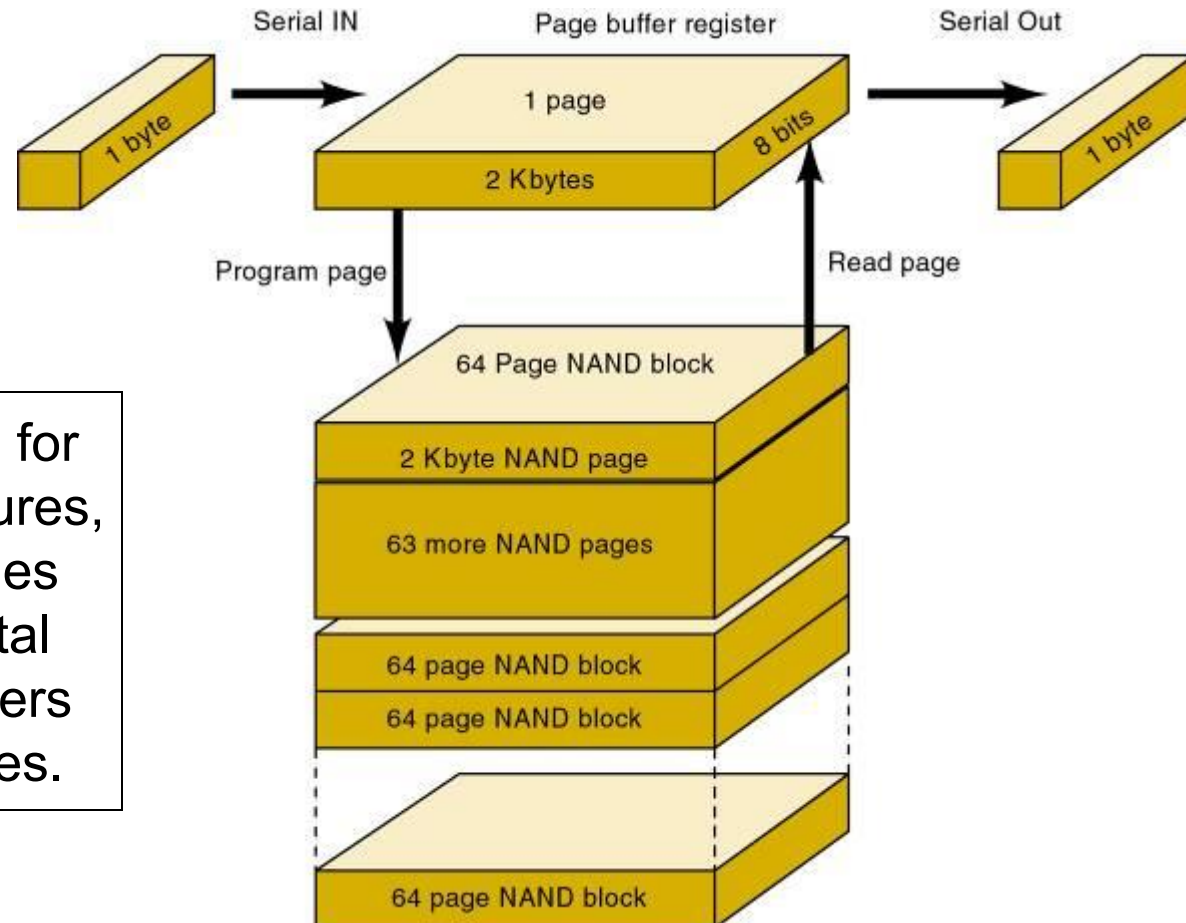 Serial IN
Page buffer register
Serial Out
1 byte
1 page
8 bits
2 Kbytes
1 byte
Program page
Read page
64 Page NAND block
2 Kbyte NAND page
63 more NAND pages
64 page NAND block
64 page NAND block
64 page NAND block
for
ures,
es
tal
ers
es.